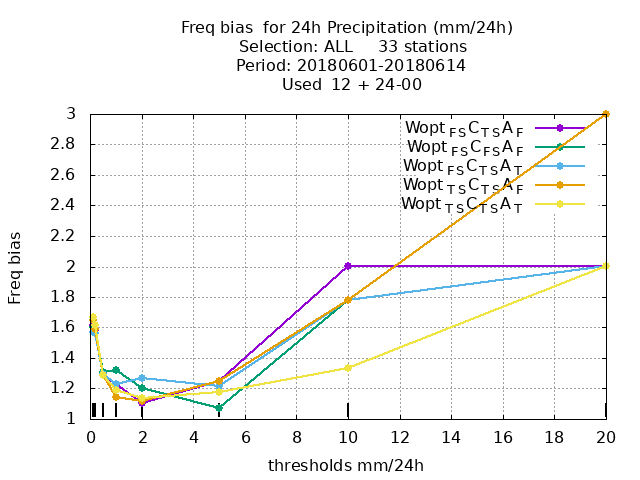 Freq bias  for 24h Precipitation (mm/24h)
Selection: ALL     33 stations
Period: 20180601-20180614
Used  12 + 24-00
Wopt FS C TS A F
Wopt FS C FS A F
Wopt FS C TS A T
Wopt TS C TS A F
Wopt TS C TS A T
3
2.8
2.6
2.4
2.2
2
1.8
1.6
1.4
1.2
1
Freq bias
0 2 4 6 8 10 12 14 16 18 20
thresholds mm/24h